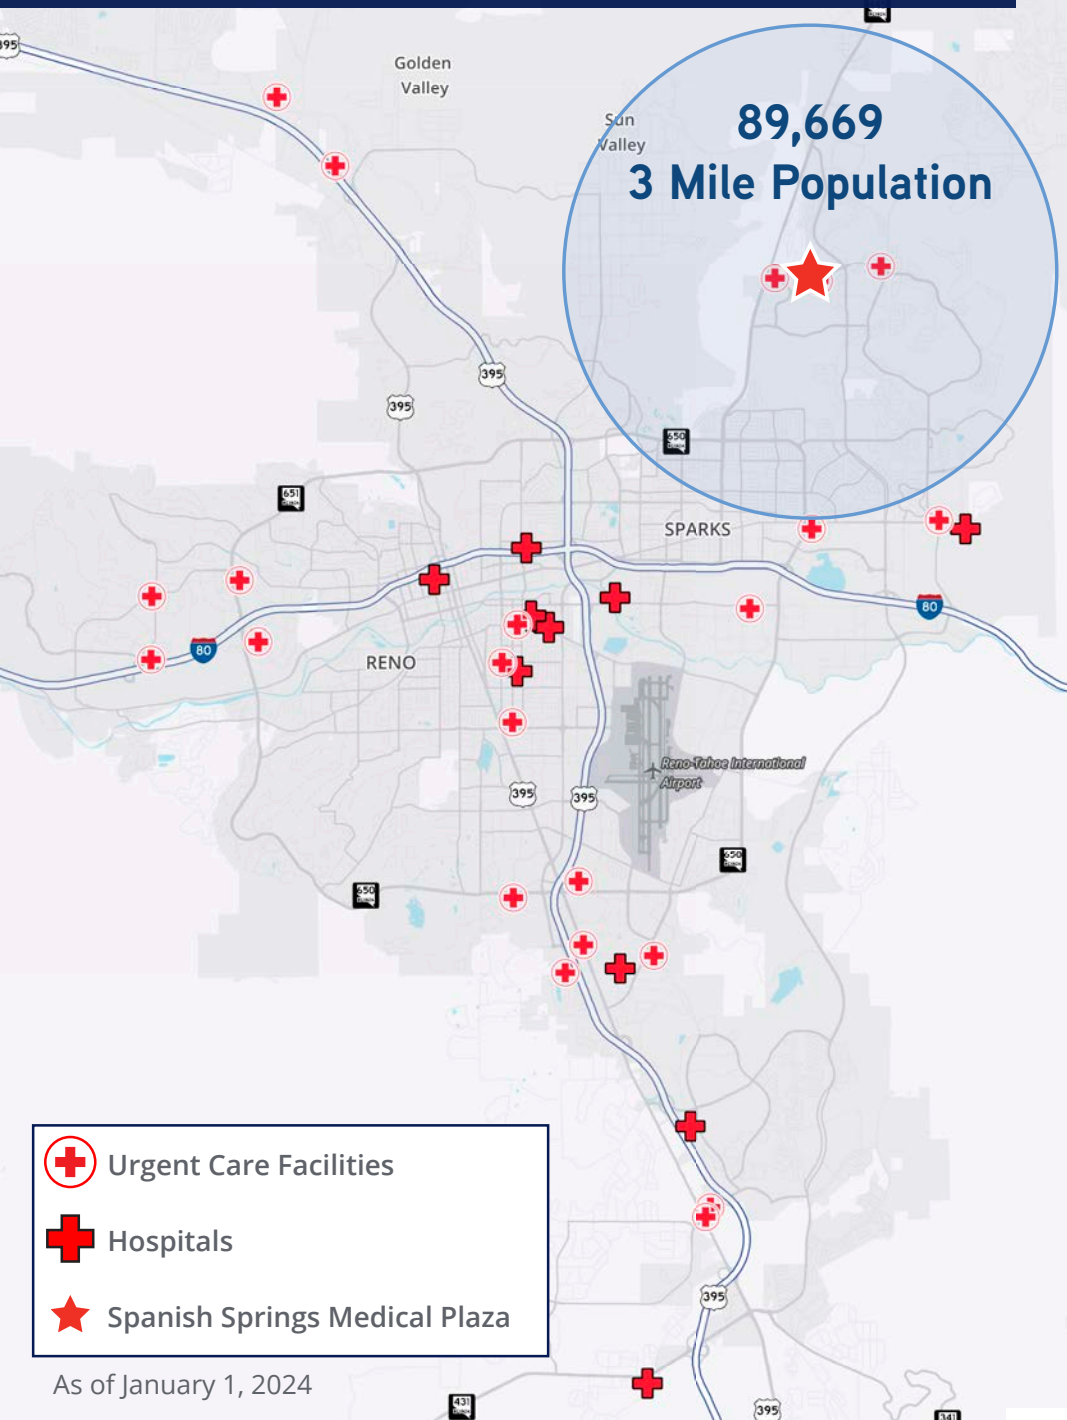 395
Golden
Valley
Sun
Valley
89,669
3 Mile Population
395
395
650
651
SPARKS
80
80
RENO
Reno-Tahoe International
Airport
395
395
650
650
Urgent Care Facilities
Hospitals
Spanish Springs Medical Plaza
395
As of January 1, 2024
431
395
341